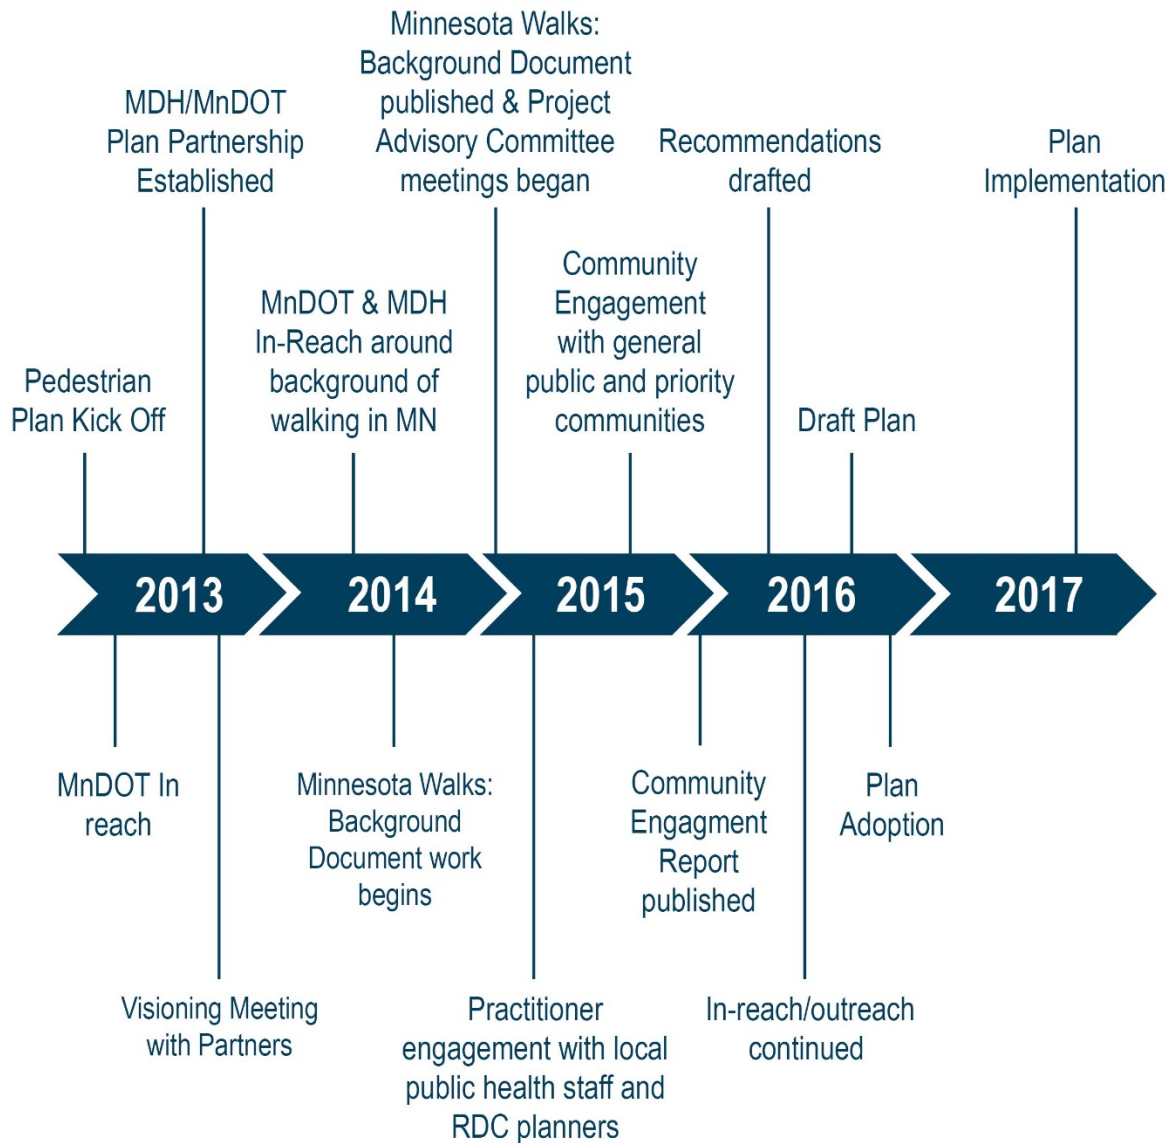 Minnesota Walks:
Background Document
published & Project
Advisory Committee
meetings began
MDH/MnDOT
Plan Partnership
Established
Recommendations
drafted
Plan
Implementation
Community
Engagement
with general
public and priority
communities
MnDOT & MDH
In-Reach around
background of
walking in MN
Pedestrian
Plan Kick Off
Draft Plan
2013
2014
2015
2016
2017
MnDOT In
reach
Minnesota Walks:
Background
Document work
begins
Community
Engagment
Report
published
Plan
Adoption
Visioning Meeting
with Partners
Practitioner
engagement with local
public health staff and
RDC planners
In-reach/outreach
continued